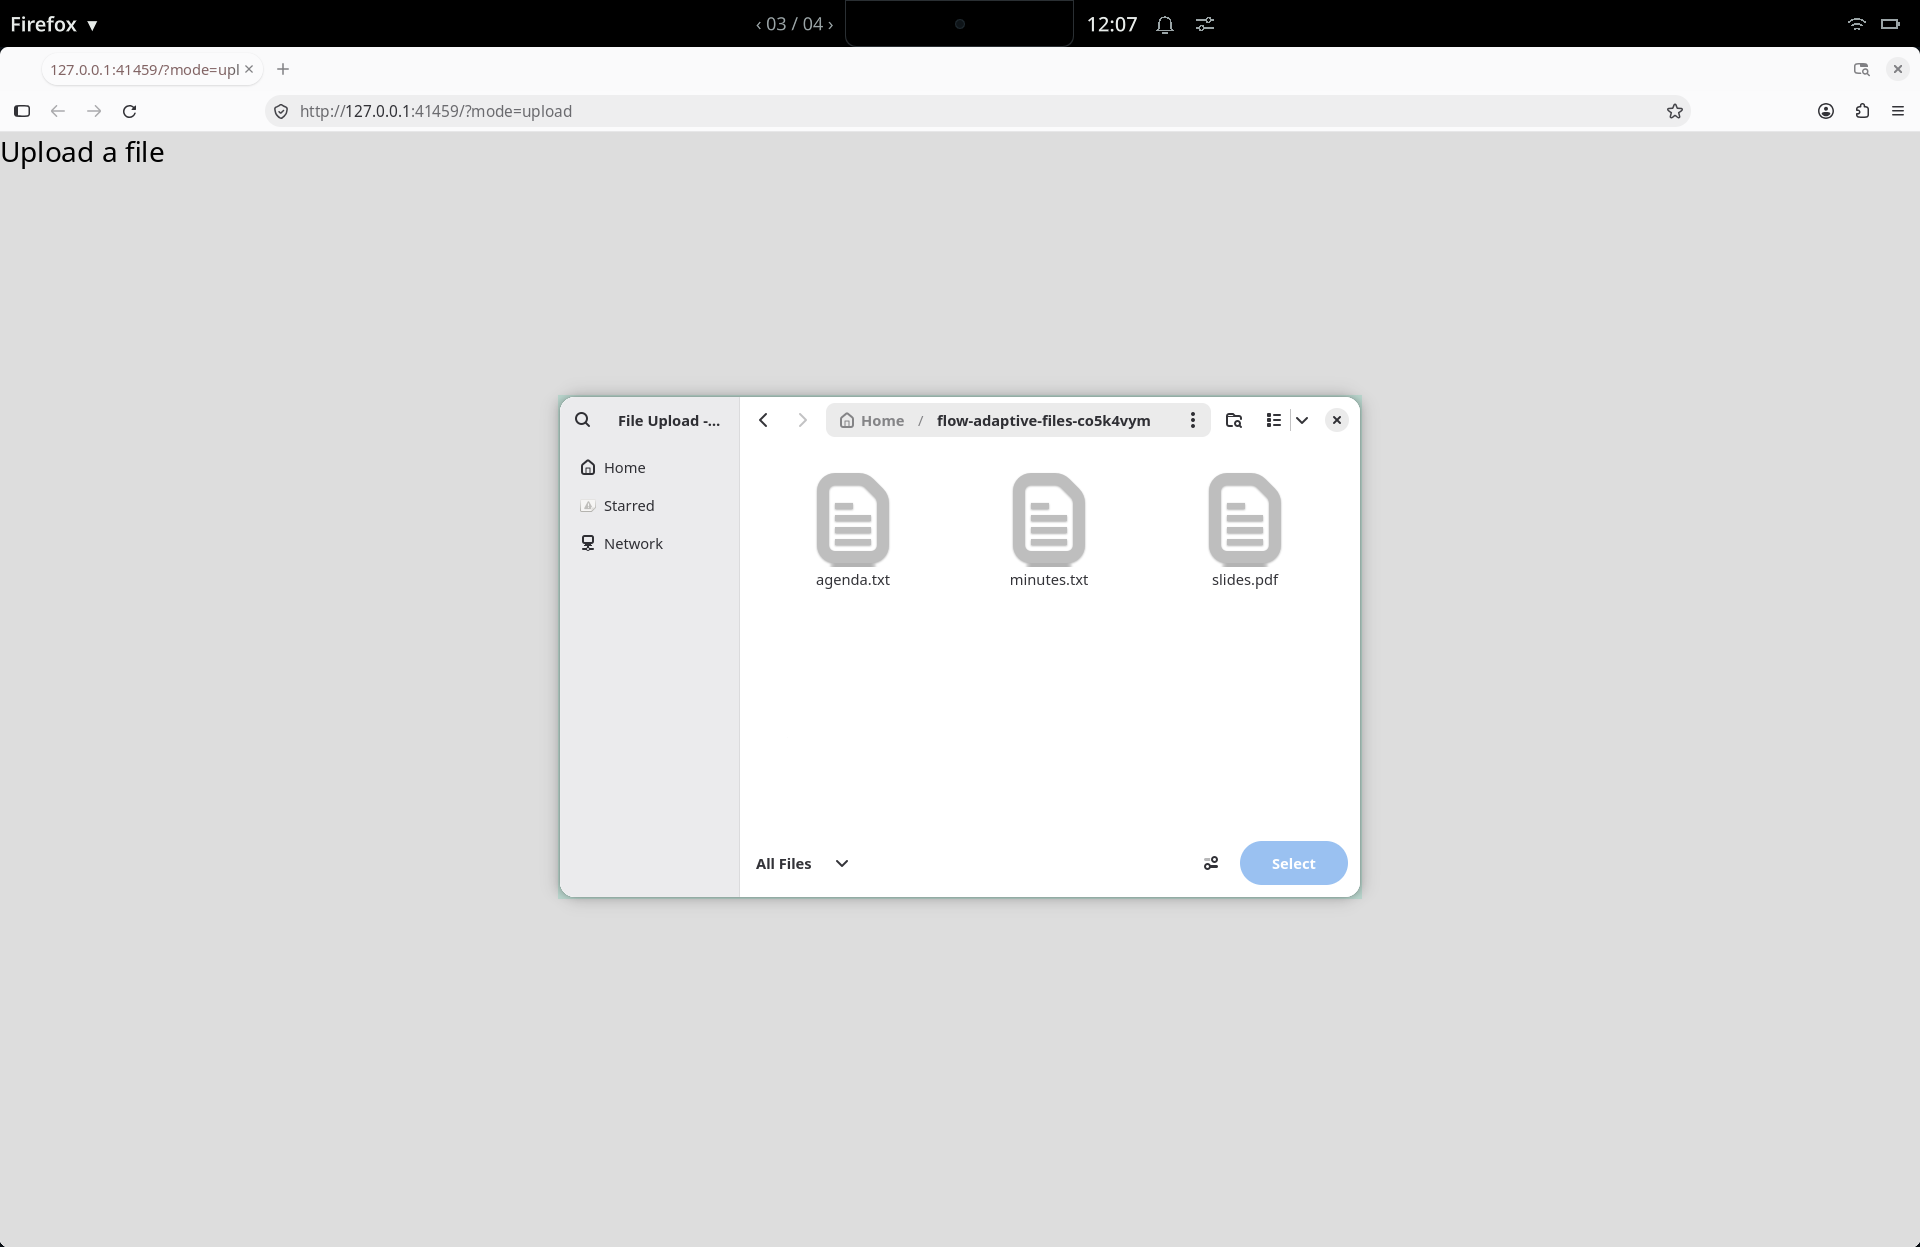 Firefox ▼
‹ 03 / 04 ›
12:07
127.0.0.1:41459/?mode=upl
http://127.0.0.1:41459/?mode=upload
Upload a file
File Upload -...
Home / flow-adaptive-files-co5k4vym
Home
Starred
Network
agenda.txt
minutes.txt
slides.pdf
All Files
Select